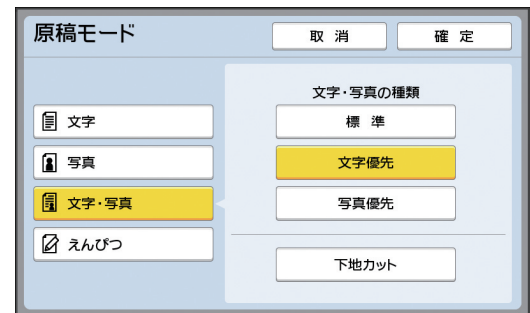 原稿モード
取 消
確 定
文字
写真
文字・写真
えんぴつ
文字・写真の種類
標 準
文字優先
写真優先
下地カット